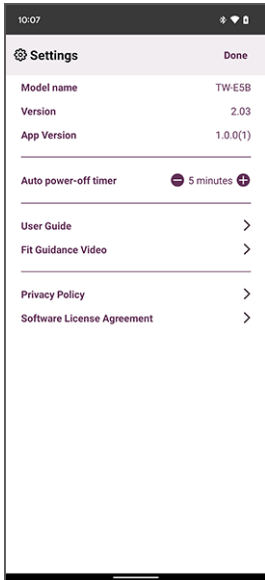 10:07
Settings Done
Model name TW-E5B
Version 2.03
App Version 1.0.0(1)
Auto power-off timer 5 minutes
User Guide
Fit Guidance Video
Privacy Policy
Software License Agreement